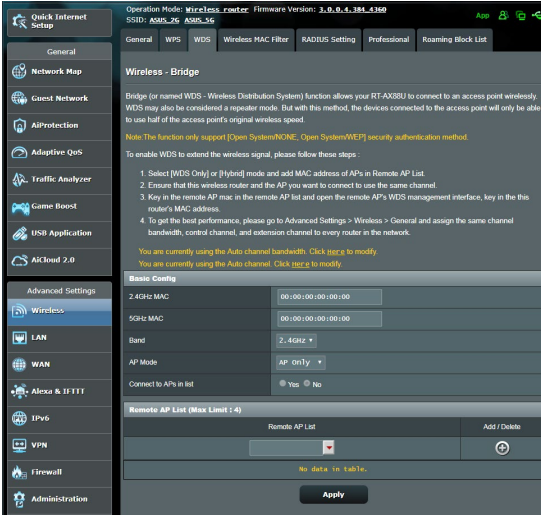 Quick Internet
Setup
Operation Mode: Wireless router Firmware Version: 3.0.0.4.384_4360
SSID: ASUS_2G ASUS_5G
App
General
WPS
WDS
Wireless MAC Filter
RADIUS Setting
Professional
Roaming Block List
General
Network Map
Guest Network
AiProtection
Adaptive QoS
Traffic Analyzer
Game Boost
USB Application
AiCloud 2.0
Advanced Settings
Wireless
LAN
WAN
Alexa & IFTTT
IPv6
VPN
Firewall
Administration
Wireless - Bridge
Bridge (or named WDS - Wireless Distribution System) function allows your RT-AX88U to connect to an access point wirelessly.
WDS may also be considered a repeater mode. But with this method, the devices connected to the access point will only be able
to use half of the access point's original wireless speed.
Note:The function only support [Open System/NONE, Open System/WEP] security authentication method.
To enable WDS to extend the wireless signal, please follow these steps :
1. Select [WDS Only] or [Hybrid] mode and add MAC address of APs in Remote AP List.
2. Ensure that this wireless router and the AP you want to connect to use the same channel.
3. Key in the remote AP mac in the remote AP list and open the remote AP's WDS management interface, key in the this
router's MAC address.
4. To get the best performance, please go to Advanced Settings > Wireless > General and assign the same channel
bandwidth, control channel, and extension channel to every router in the network.
You are currently using the Auto channel bandwidth. Click Here to modify.
You are currently using the Auto channel. Click Here to modify.
Basic Config
2.4GHz MAC
00:00:00:00:00:00
5GHz MAC
00:00:00:00:00:00
Band
2.4GHz
AP Mode
AP Only
Connect to APs in list
Yes No
Remote AP List (Max Limit : 4)
Remote AP List
Add / Delete
No data in table.
Apply